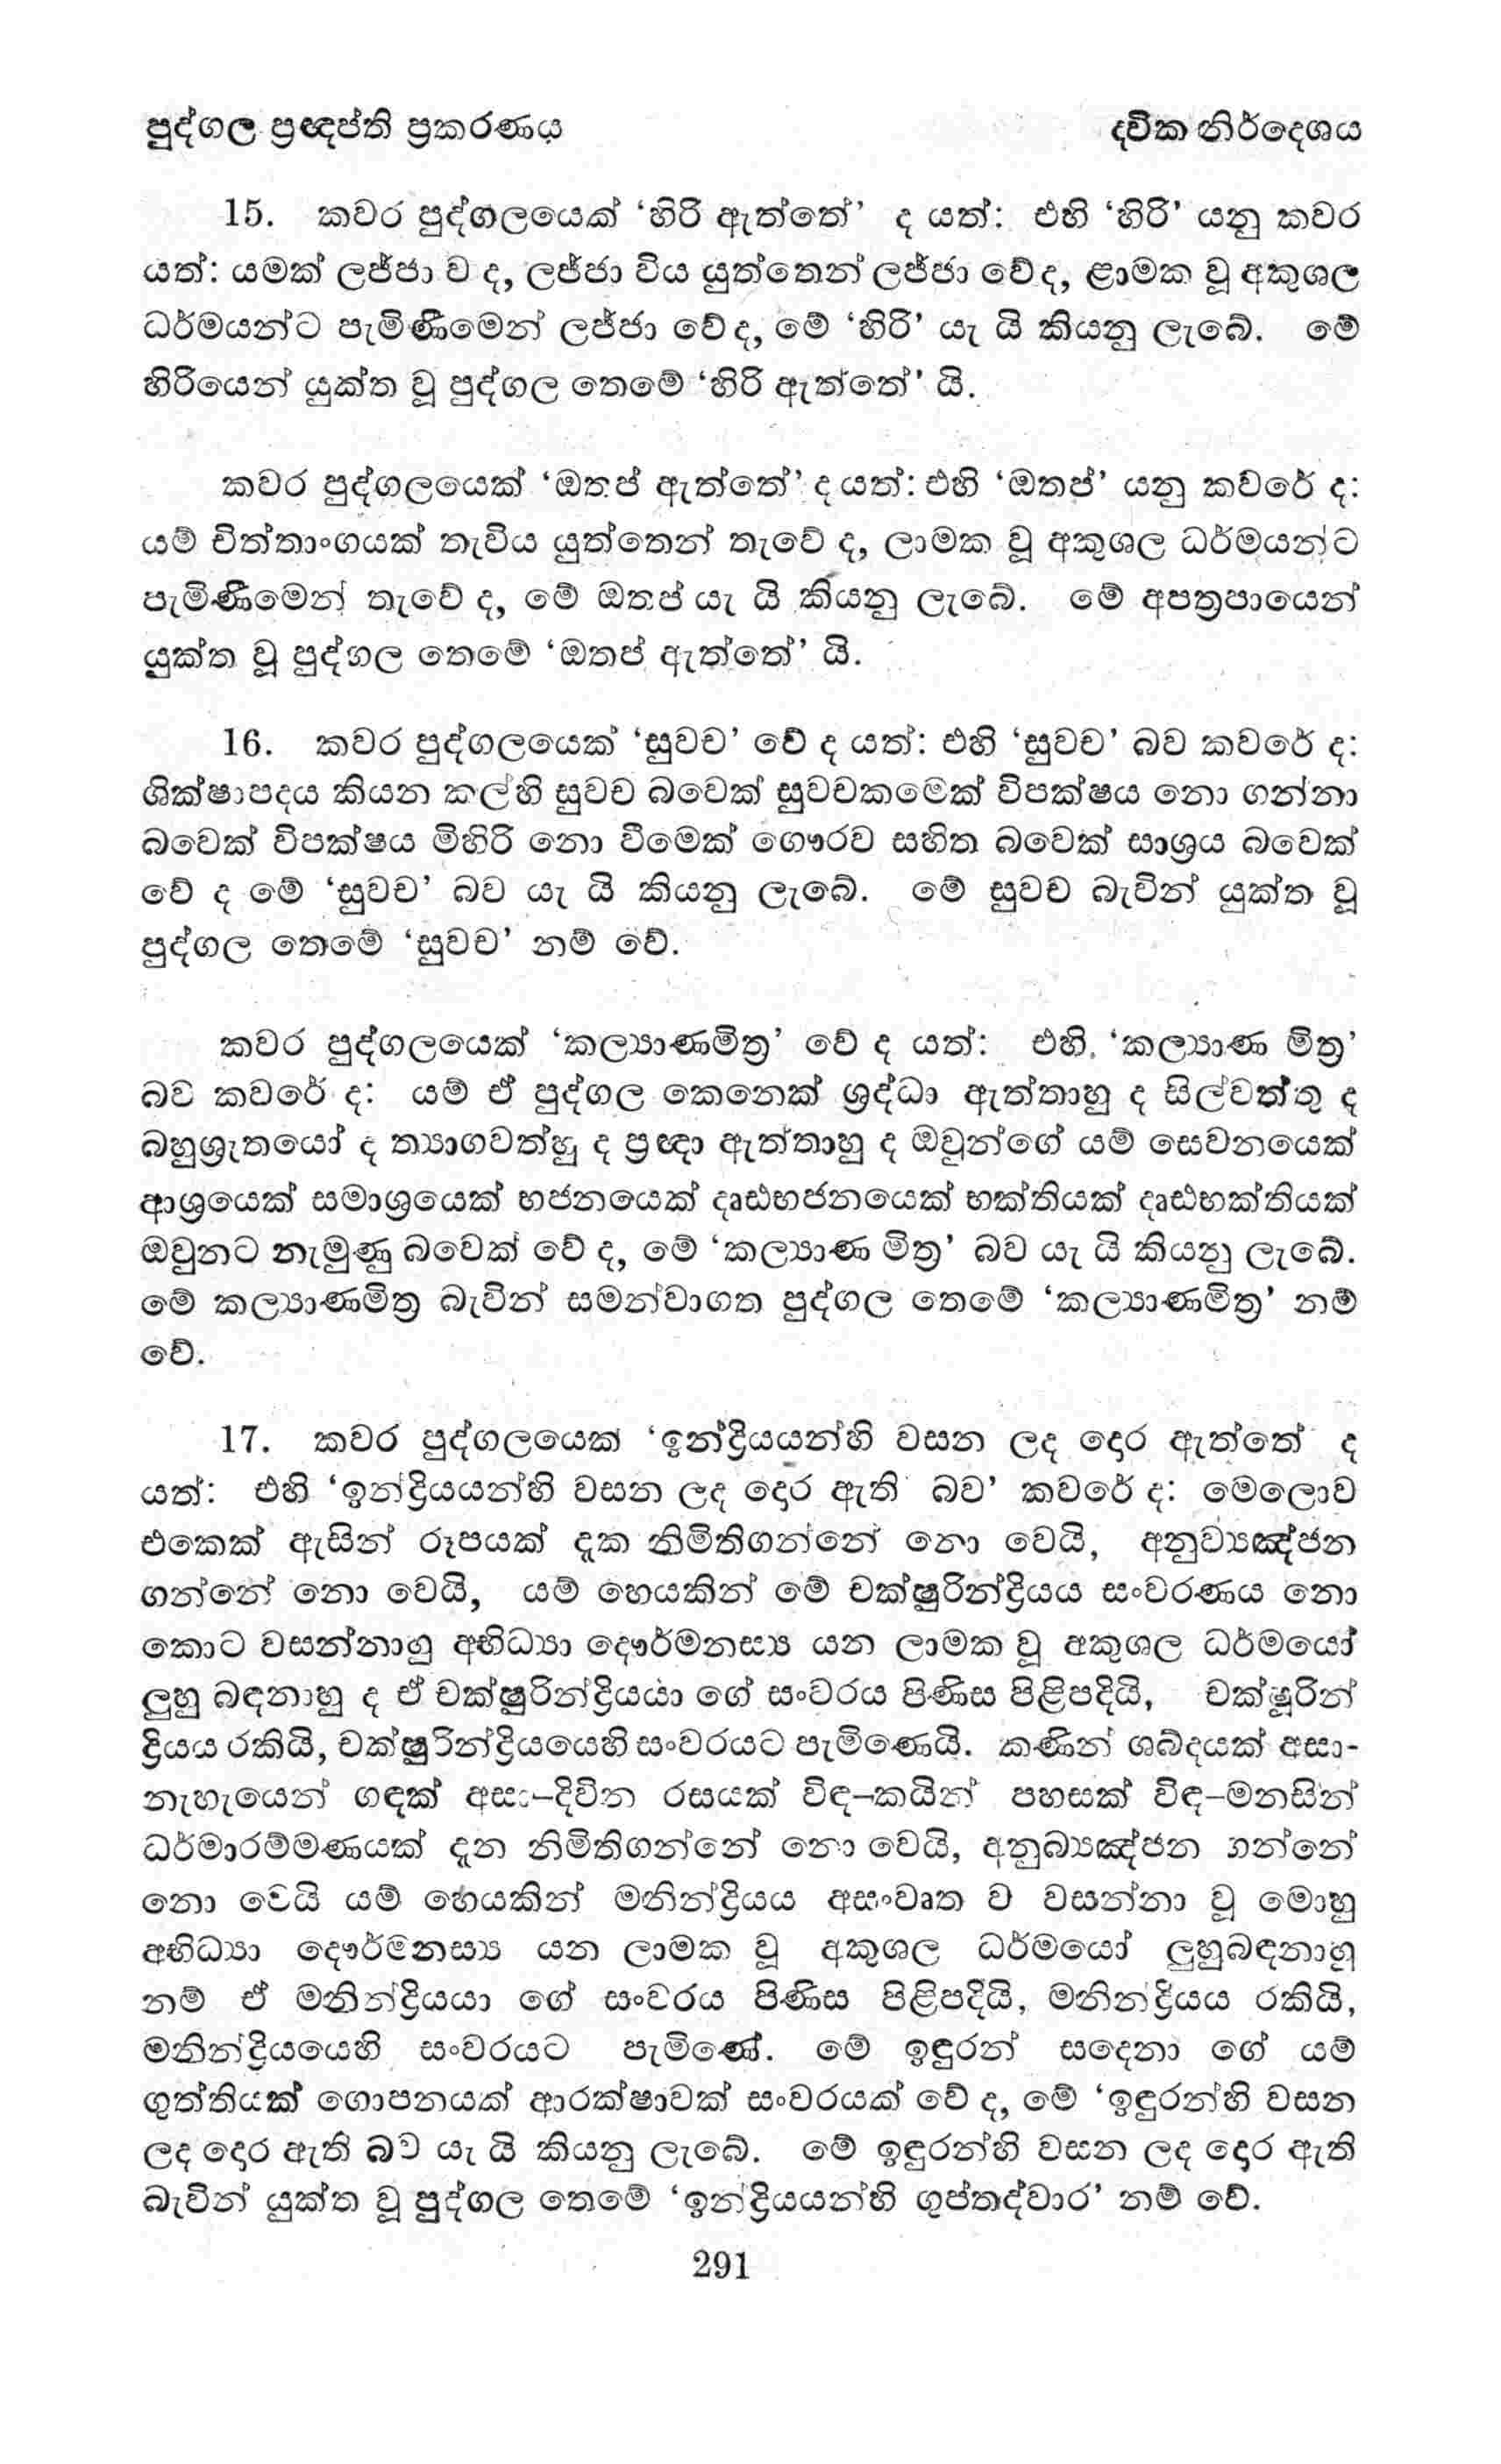 පුද්ගල ප්‍රඥප්ති ප්‍රකරණය
ද්වික නිර්දෙශය
15. කවර පුද්ගලයෙක් ‘හිරි ඇත්තේ’ ද යත්: එහි ‘හිරි’ යනු කවර
යත්: යමක් ලජ්ජා ව ද, ලජ්ජා විය යුත්තෙන් ලජ්ජා වේ ද, ළාමක වූ අකුශල
ධර්මයන්ට පැමිණීමෙන් ලජ්ජා වේ ද, මේ ‘හිරි’ යැ යි කියනු ලැබේ. මේ
හිරියෙන් යුක්ත වූ පුද්ගල තෙමේ ‘හිරි ඇත්තේ’ යි.
කවර පුද්ගලයෙක් ‘ඔතප් ඇත්තේ’ ද යත්: එහි ‘ඔතප්’ යනු කවරේ ද:
යම් චිත්තාංගයක් තැවිය යුත්තෙන් තැවේ ද, ලාමක වූ අකුශල ධර්මයන්ට
පැමිණීමෙන් තැවේ ද, මේ ඔතප් යැ යි කියනු ලැබේ. මේ අපත්‍රපායෙන්
යුක්ත වූ පුද්ගල තෙමේ ‘ඔතප් ඇත්තේ’ යි.
16. කවර පුද්ගලයෙක් ‘සුවච’ වේ ද යත්: එහි ‘සුවච’ බව කවරේ ද:
ශික්ෂාපදය කියන කල්හි සුවච බවෙක් සුවචකමෙක් විපක්ෂය නො ගන්නා
බවෙක් විපක්ෂය මිහිරි නො වීමෙක් ගෞරව සහිත බවෙක් සාශ්‍රය බවෙක්
වේ ද මේ ‘සුවච’ බව යැ යි කියනු ලැබේ. මේ සුවච බැවින් යුක්ත වූ
පුද්ගල තෙමේ ‘සුවච’ නම් වේ.
කවර පුද්ගලයෙක් ‘කල්‍යාණමිත්‍ර’ වේ ද යත්: එහි ‘කල්‍යාණ මිත්‍ර’
බව කවරේ ද: යම් ඒ පුද්ගල කෙනෙක් ශ්‍රද්ධා ඇත්තාහු ද සිල්වත්තු ද
බහුශ්‍රැතයෝ ද ත්‍යාගවත්හු ද ප්‍රඥා ඇත්තාහු ද ඔවුන්ගේ යම් සෙවනයෙක්
ආශ්‍රයෙක් සමාශ්‍රයෙක් භජනයෙක් දෘඪභජනයෙක් භක්තියක් දෘඪභක්තියක්
ඔවුනට නැමුණු බවෙක් වේ ද, මේ ‘කල්‍යාණ මිත්‍ර’ බව යැ යි කියනු ලැබේ.
මේ කල්‍යාණමිත්‍ර බැවින් සමන්වාගත පුද්ගල තෙමේ ‘කල්‍යාණමිත්‍ර’ නම්
වේ.
17. කවර පුද්ගලයෙක් ‘ඉන්ද්‍රියයන්හි වසන ලද දොර ඇත්තේ ද
යත්: එහි ‘ඉන්ද්‍රියයන්හි වසන ලද දොර ඇති බව’ කවරේ ද: මෙලොව
එකෙක් ඇසින් රූපයක් දැක නිමිතිගන්නේ නො වෙයි, අනුව්‍යඤ්ජන
ගන්නේ නො වෙයි, යම් හෙයකින් මේ චක්ෂුරින්ද්‍රියය සංවරණය නො
කොට වසන්නාහු අභිධ්‍යා දෞර්මනස්‍ය යන ලාමක වූ අකුශල ධර්මයෝ
ලුහු බඳනාහු ද ඒ චක්ෂුරින්ද්‍රියයා ගේ සංවරය පිණිස පිළිපදියි, චක්ෂුරින්
ද්‍රියය රකියි, චක්ෂුරින්ද්‍රියයෙහි සංවරයට පැමිණෙයි. කණින් ශබ්දයක් අසා-
නැහැයෙන් ගඳක් අසා–දිවින රසයක් විඳ–කයින් පහසක් විඳ–මනසින්
ධර්මාරම්මණයක් දැන නිමිතිගන්නේ නො වෙයි, අනුබ්‍යඤ්ජන ගන්නේ
නො වෙයි යම් හෙයකින් මනින්ද්‍රියය අසංවෘත ව වසන්නා වූ මොහු
අභිධ්‍යා දෞර්මනස්‍ය යන ලාමක වූ අකුශල ධර්මයෝ ලුහුබඳනාහු
නම් ඒ මනින්ද්‍රියයා ගේ සංවරය පිණිස පිළිපදියි, මනින්ද්‍රියය රකියි,
මනින්ද්‍රියයෙහි සංවරයට පැමිණේ. මේ ඉඳුරන් සදෙනා ගේ යම්
ගුත්තියක් ගොපනයක් ආරක්ෂාවක් සංවරයක් වේ ද, මේ ‘ඉඳුරන්හි වසන
ලද දොර ඇති බව යැ යි කියනු ලැබේ. මේ ඉඳුරන්හි වසන ලද දොර ඇති
බැවින් යුක්ත වූ පුද්ගල තෙමේ ‘ඉන්ද්‍රියයන්හි ගුප්තද්වාර’ නම් වේ.
291